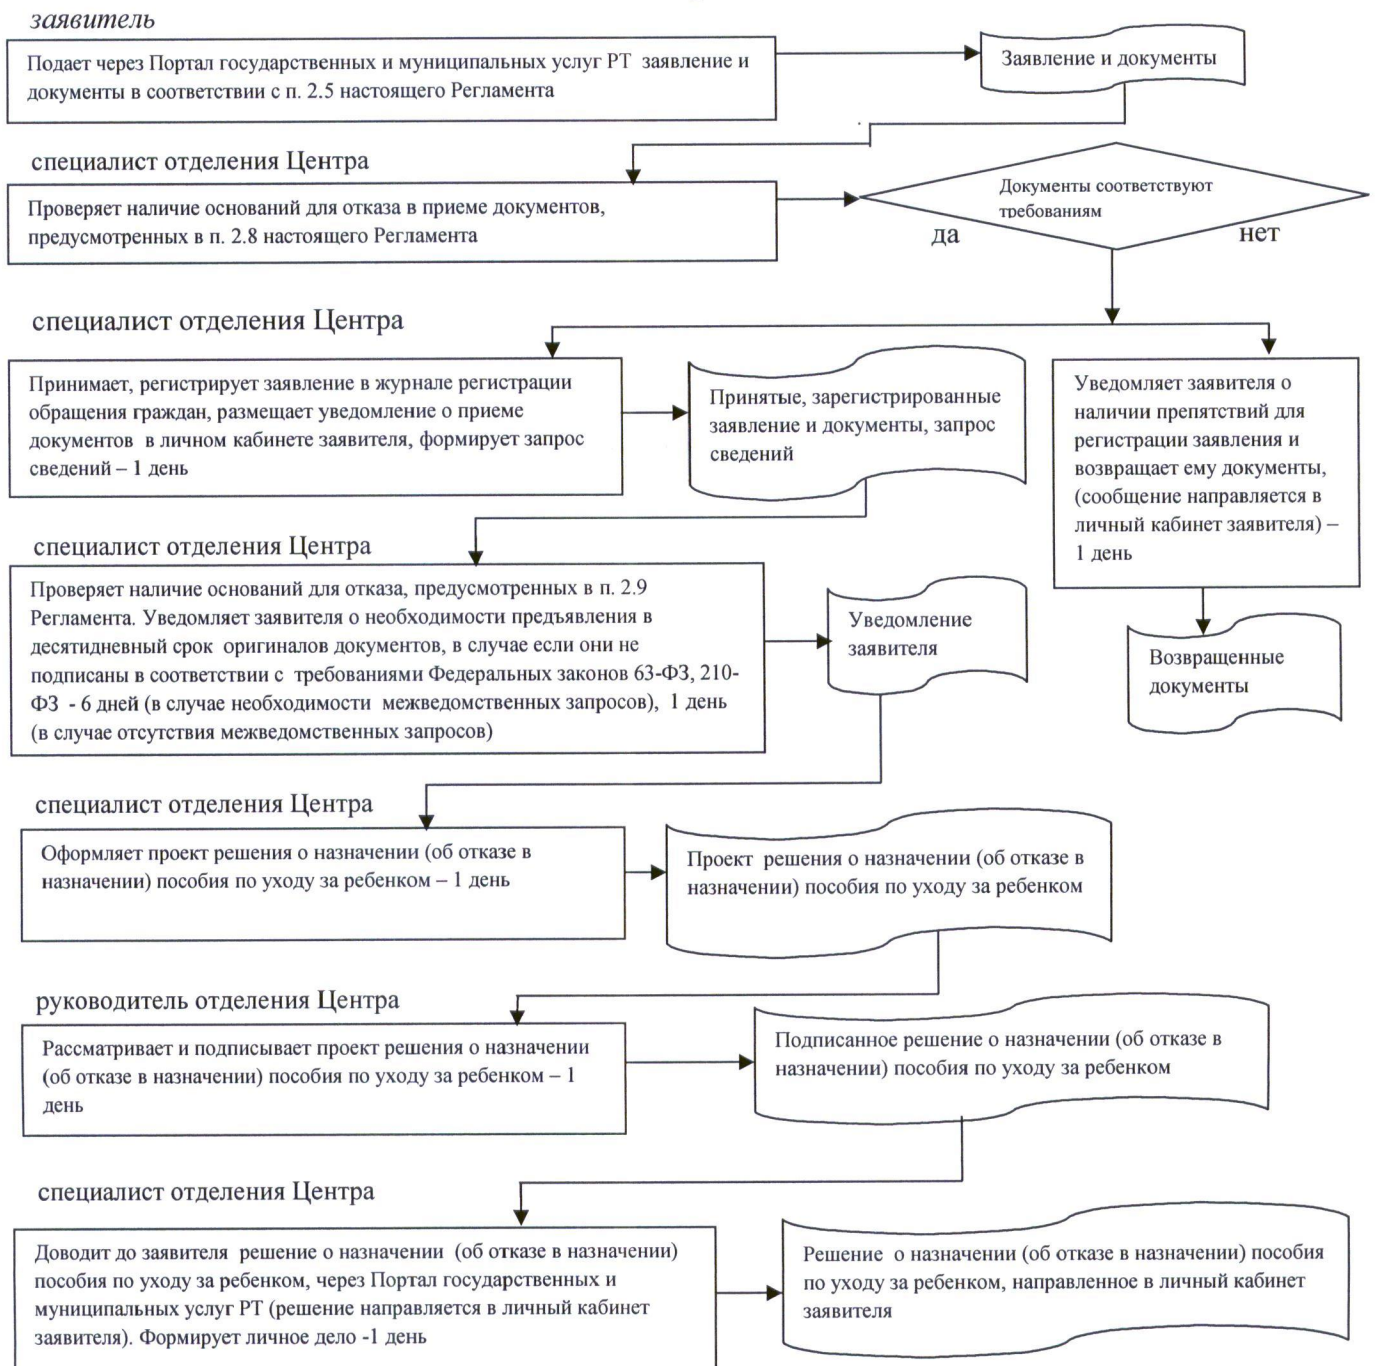 заявитель
Подает через Портал государственных и муниципальных услуг РТ заявление и
документы в соответствии с п. 2.5 настоящего Регламента
Заявление и документы
специалист отделения Центра
Проверяет наличие оснований для отказа в приеме документов,
предусмотренных в п. 2.8 настоящего Регламента
Документы соответствуют
требованиям
да
нет
специалист отделения Центра
Принимает, регистрирует заявление в журнале регистрации
обращения граждан, размещает уведомление о приеме
документов в личном кабинете заявителя, формирует запрос
сведений – 1 день
Принятые, зарегистрированные
заявление и документы, запрос
сведений
Уведомляет заявителя о
наличии препятствий для
регистрации заявления и
возвращает ему документы,
(сообщение направляется в
личный кабинет заявителя) –
1 день
специалист отделения Центра
Проверяет наличие оснований для отказа, предусмотренных в п. 2.9
Регламента. Уведомляет заявителя о необходимости предъявления в
десятидневный срок оригиналов документов, в случае если они не
подписаны в соответствии с требованиями Федеральных законов 63-ФЗ, 210-
ФЗ - 6 дней (в случае необходимости межведомственных запросов), 1 день
(в случае отсутствия межведомственных запросов)
Уведомление
заявителя
Возвращенные
документы
специалист отделения Центра
Оформляет проект решения о назначении (об отказе в
назначении) пособия по уходу за ребенком – 1 день
Проект решения о назначении (об отказе в
назначении) пособия по уходу за ребенком
руководитель отделения Центра
Рассматривает и подписывает проект решения о назначении
(об отказе в назначении) пособия по уходу за ребенком – 1
день
Подписанное решение о назначении (об отказе в
назначении) пособия по уходу за ребенком
специалист отделения Центра
Доводит до заявителя решение о назначении (об отказе в назначении)
пособия по уходу за ребенком, через Портал государственных и
муниципальных услуг РТ (решение направляется в личный кабинет
заявителя). Формирует личное дело -1 день
Решение о назначении (об отказе в назначении) пособия
по уходу за ребенком, направленное в личный кабинет
заявителя